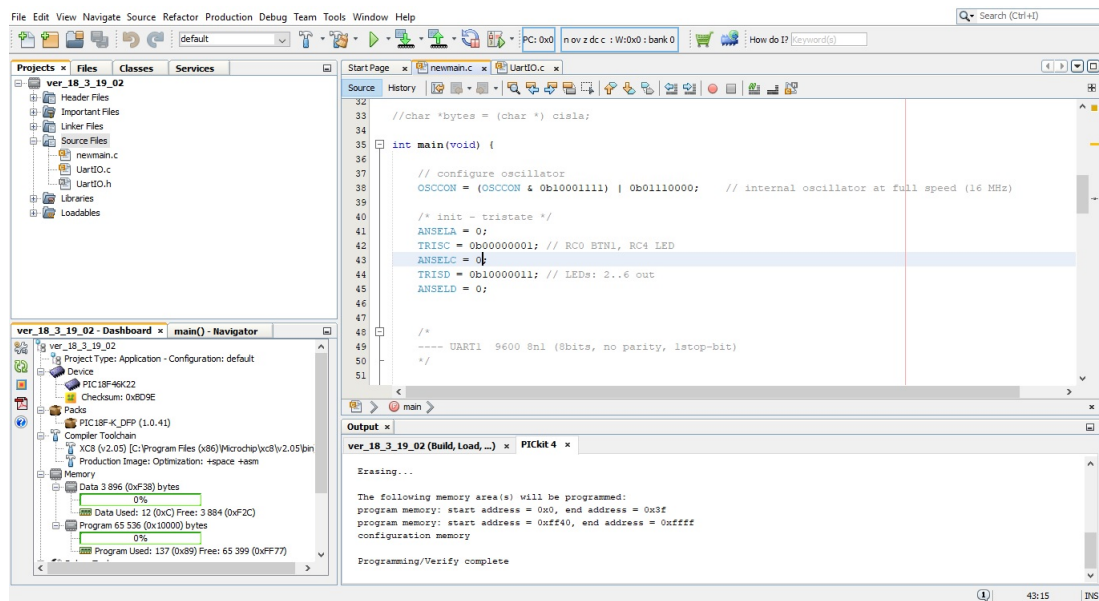 File Edit View Navigate Source Refactor Production Debug Team Tools Window Help
Search (Ctrl+I)
default
PC: 0x0
n ov z dc c : W:0x0 : bank 0
How do I? Keyword(s)
Projects × Files Classes Services
ver_18_3_19_02
Header Files
Important Files
Linker Files
Source Files
newmain.c
UartIO.c
UartIO.h
Libraries
Loadables
Start Page × newmain.c × UartIO.c ×
Source History
32
33 //char *bytes = (char *) cisla;
34
35 int main(void) {
36
37 // configure oscillator
38 OSCCON = (OSCCON & 0b10001111) | 0b01110000; // internal oscillator at full speed (16 MHz)
39
40 /* init - tristate */
41 ANSELA = 0;
42 TRISC = 0b00000001; // RC0 BTN1, RC4 LED
43 ANSELC = 0;
44 TRISD = 0b10000011; // LEDs: 2..6 out
45 ANSELD = 0;
46
47
48 /*
49 ---- UART1 9600 8n1 (8bits, no parity, 1stop-bit)
50 */
51
main
ver_18_3_19_02 - Dashboard × main() - Navigator
ver_18_3_19_02
Project Type: Application - Configuration: default
Device
PIC18F46K22
Checksum: 0xBD9E
Packs
PIC18F-K_DFP (1.0.41)
Compiler Toolchain
XC8 (v2.05) [C:\Program Files (x86)\Microchip\xc8\v2.05\bin
Production Image: Optimization: +space +asm
Memory
Data 3 896 (0xF38) bytes
0%
Data Used: 12 (0xC) Free: 3 884 (0xF2C)
Program 65 536 (0x10000) bytes
0%
Program Used: 137 (0x89) Free: 65 399 (0xFF77)
Output ×
ver_18_3_19_02 (Build, Load, ...) × PICkit 4 ×
Erasing...
The following memory area(s) will be programmed:
program memory: start address = 0x0, end address = 0x3f
program memory: start address = 0xff40, end address = 0xffff
configuration memory
Programming/Verify complete
1
43:15
INS